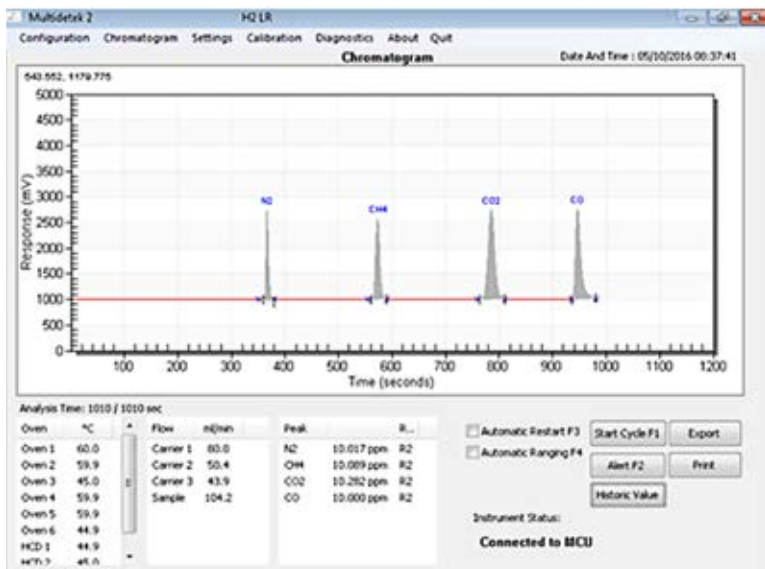 Multidetek 2 H2 LR
Configuration Chromatogram Settings Calibration Diagnostics About Quit
Chromatogram Date And Time : 05/10/2016 08:37:41
643.552, 1179.775
Response (mV)
5000
4500
4000
3500
3000
2500
2000
1500
1000
500
0
N2 CH4 CO2 CO
100 200 300 400 500 600 700 800 900 1000 1100 1200
Time (seconds)
Analysis Time: 1010 / 1010 sec
Oven °C
Oven 1 60.0
Oven 2 59.9
Oven 3 45.0
Oven 4 59.9
Oven 5 59.9
Oven 6 44.9
HCD 1 44.9
HCD 2 45.0
Flow ml/mn
Carrier 1 80.0
Carrier 2 50.4
Carrier 3 43.9
Sample 104.2
Peak R...
N2 10.017 ppm R2
CH4 10.089 ppm R2
CO2 10.282 ppm R2
CO 10.000 ppm R2
Automatic Restart F3
Automatic Ranging F4
Start Cycle F1 Export
Alert F2 Print
Historic Value
Instrument Status:
Connected to MCU